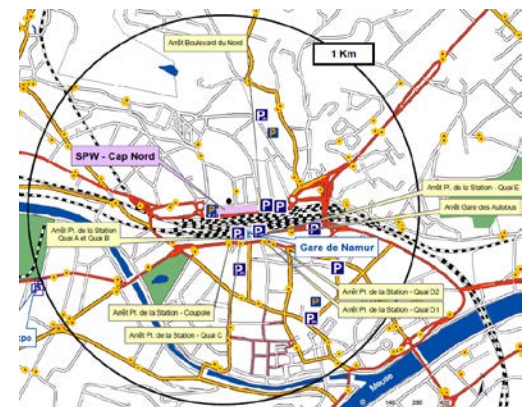 Arrêt Boulevard du Nord
1 Km
P
P
P
SPW - Cap Nord
P
P
P
Arrêt Pl. de la Station - Quai E
Arrêt Gare des Autobus
Arrêt Pl. de la Station
Quai A et Quai B
P
P
P
Gare de Namur
P
P
Arrêt Pl. de la Station - Quai D2
Arrêt Pl. de la Station - Coupole
P
Arrêt Pl. de la Station - Quai D1
P
Arrêt Pl. de la Station - Quai C
xpo
Meuse
140
280